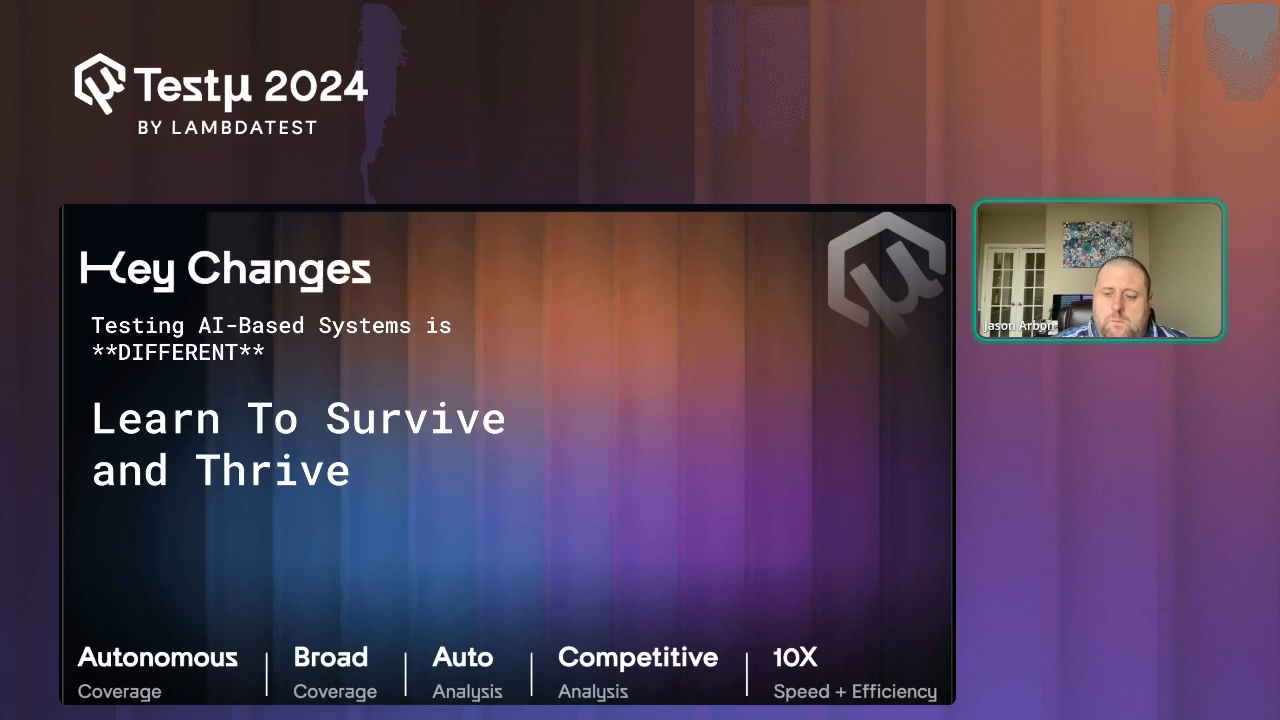 Testμ 2024
BY LAMBDATEST
Key Changes
Testing AI-Based Systems is
**DIFFERENT**
Learn To Survive
and Thrive
Jason Arbon
Autonomous
Coverage
Broad
Coverage
Auto
Analysis
Competitive
Analysis
10X
Speed + Efficiency